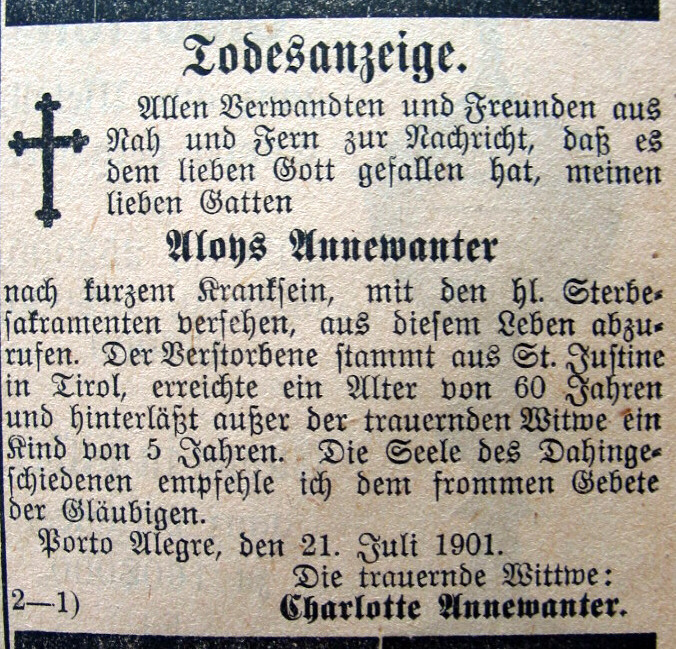 Todesanzeige.
Allen Verwandten und Freunden aus
Nah und Fern zur Nachricht, daß es
dem lieben Gott gefallen hat, meinen
lieben Gatten
Aloys Annewanter
nach kurzem Kranksein, mit den hl. Sterbe-
sakramenten versehen, aus diesem Leben abzu-
rufen. Der Verstorbene stammt aus St. Justine
in Tirol, erreichte ein Alter von 60 Jahren
und hinterläßt außer der trauernden Witwe ein
Kind von 5 Jahren. Die Seele des Dahinge-
schiedenen empfehle ich dem frommen Gebete
der Gläubigen.
Porto Alegre, den 21. Juli 1901.
Die trauernde Wittwe:
2—1) Charlotte Annewanter.